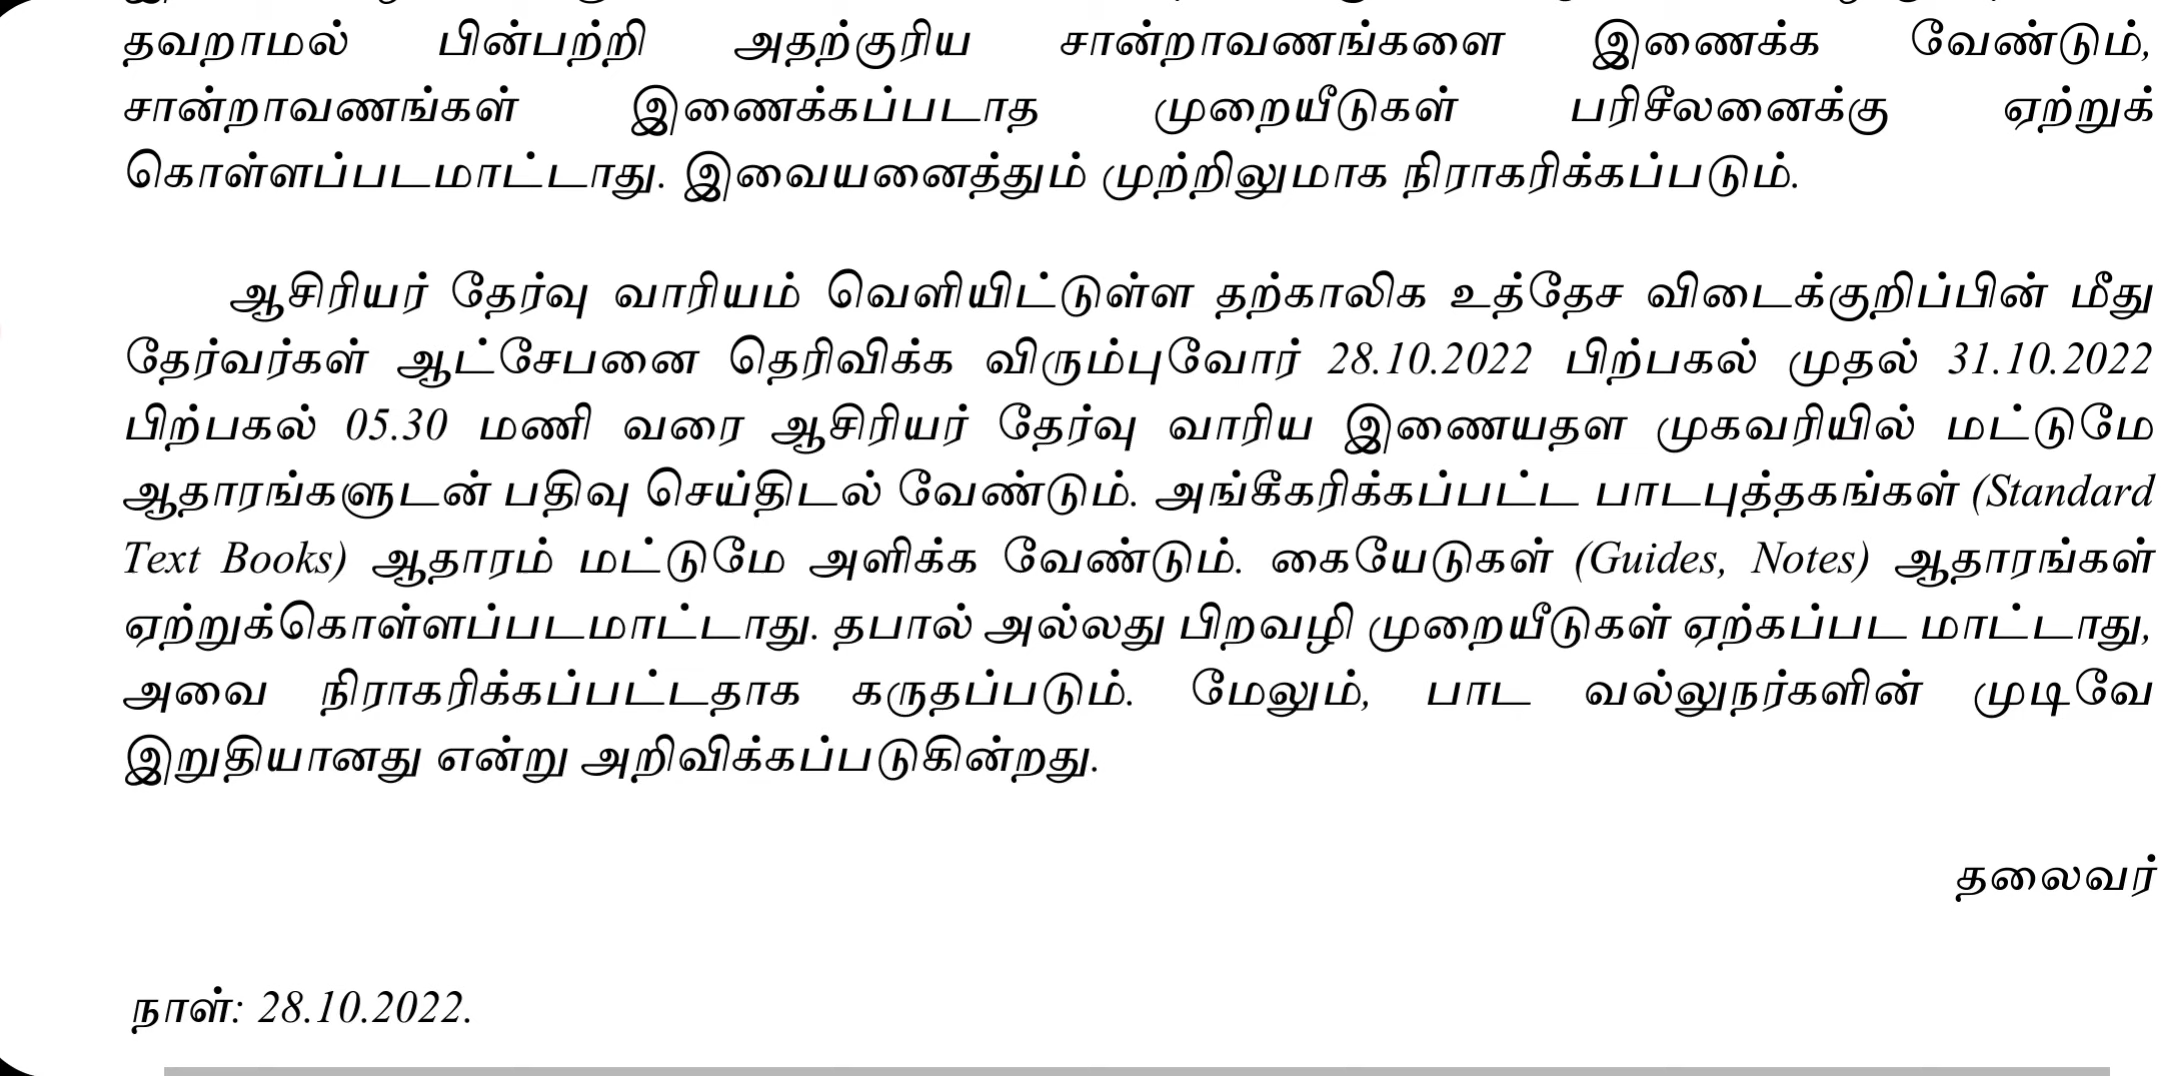 தவறாமல் பின்பற்றி அதற்குரிய சான்றாவணங்களை இணைக்க வேண்டும்,
சான்றாவணங்கள் இணைக்கப்படாத முறையீடுகள் பரிசீலனைக்கு ஏற்றுக்
கொள்ளப்படமாட்டாது. இவையனைத்தும் முற்றிலுமாக நிராகரிக்கப்படும்.
ஆசிரியர் தேர்வு வாரியம் வெளியிட்டுள்ள தற்காலிக உத்தேச விடைக்குறிப்பின் மீது
தேர்வர்கள் ஆட்சேபனை தெரிவிக்க விரும்புவோர் 28.10.2022 பிற்பகல் முதல் 31.10.2022
பிற்பகல் 05.30 மணி வரை ஆசிரியர் தேர்வு வாரிய இணையதள முகவரியில் மட்டுமே
ஆதாரங்களுடன் பதிவு செய்திடல் வேண்டும். அங்கீகரிக்கப்பட்ட பாடபுத்தகங்கள் (Standard
Text Books) ஆதாரம் மட்டுமே அளிக்க வேண்டும். கையேடுகள் (Guides, Notes) ஆதாரங்கள்
ஏற்றுக்கொள்ளப்படமாட்டாது. தபால் அல்லது பிறவழி முறையீடுகள் ஏற்கப்பட மாட்டாது,
அவை நிராகரிக்கப்பட்டதாக கருதப்படும். மேலும், பாட வல்லுநர்களின் முடிவே
இறுதியானது என்று அறிவிக்கப்படுகின்றது.
தலைவர்
நாள்: 28.10.2022.